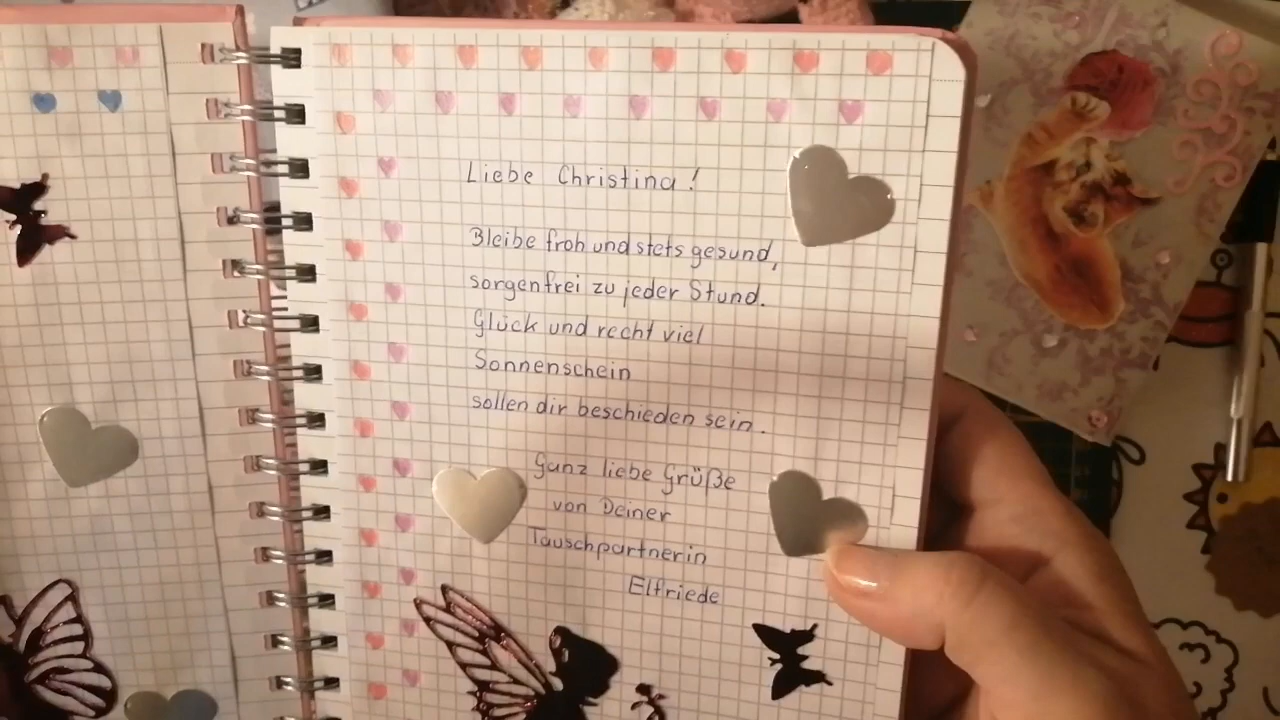 Liebe Christina!
Bleibe froh und stets gesund,
sorgenfrei zu jeder Stund.
Glück und recht viel
Sonnenschein
sollen dir beschieden sein.
Ganz liebe Grüße
von Deiner
Tauschpartnerin
Elfriede